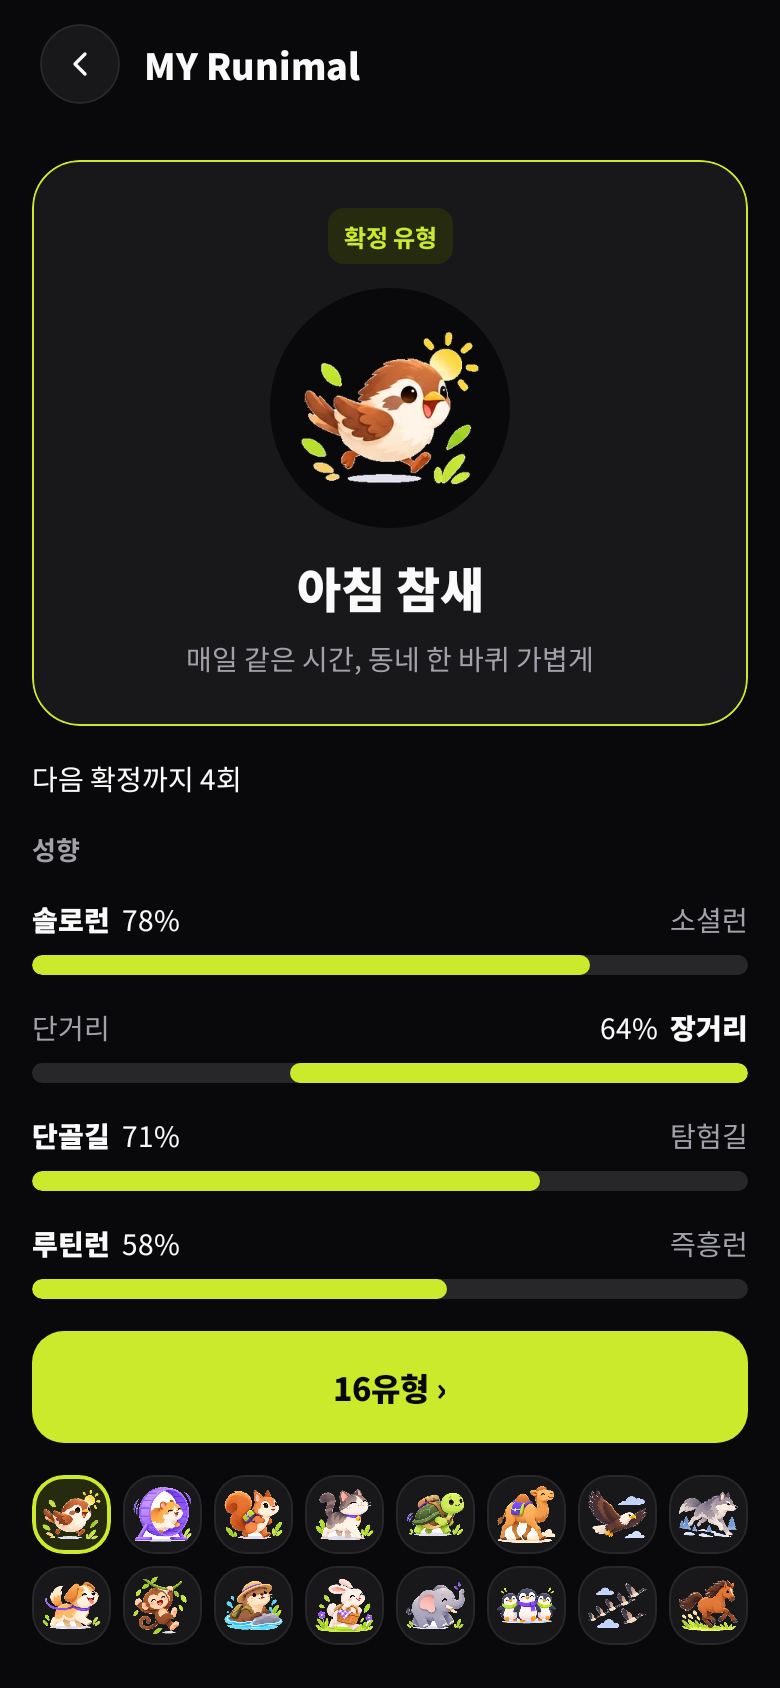 MY Runimal
확정 유형
아침 참새
매일 같은 시간, 동네 한 바퀴 가볍게
다음 확정까지 4회
성향
솔로런 78% 소셜런
단거리 64% 장거리
단골길 71% 탐험길
루틴런 58% 즉흥런
16유형 ›